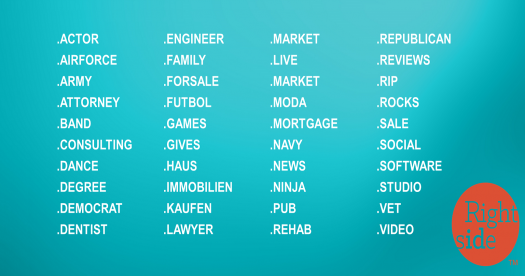 .ACTOR
.AIRFORCE
.ARMY
.ATTORNEY
.BAND
.CONSULTING
.DANCE
.DEGREE
.DEMOCRAT
.DENTIST
.ENGINEER
.FAMILY
.FORSALE
.FUTBOL
.GAMES
.GIVES
.HAUS
.IMMOBILIEN
.KAUFEN
.LAWYER
.MARKET
.LIVE
.MARKET
.MODA
.MORTGAGE
.NAVY
.NEWS
.NINJA
.PUB
.REHAB
.REPUBLICAN
.REVIEWS
.RIP
.ROCKS
.SALE
.SOCIAL
.SOFTWARE
.STUDIO
.VET
.VIDEO
Right
side